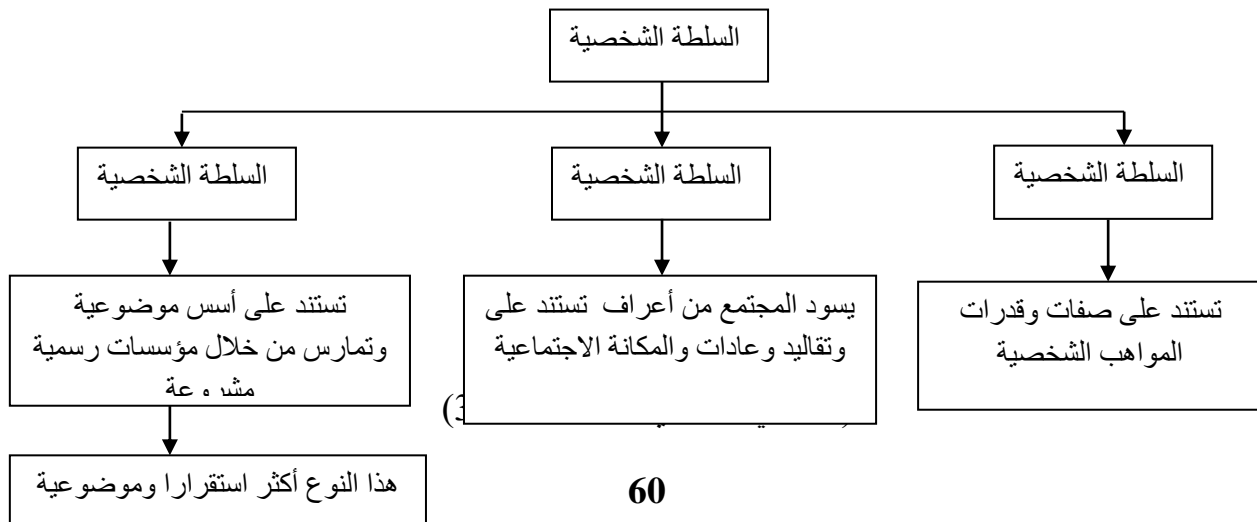 السلطة الشخصية
السلطة الشخصية
السلطة الشخصية
السلطة الشخصية
تستند على صفات وقدرات
المواهب الشخصية
يسود المجتمع من أعراف تستند على
وتقاليد وعادات والمكانة الاجتماعية
تستند على أسس موضوعية
وتمارس من خلال مؤسسات رسمية
مشروعة
هذا النوع أكثر استقرارا وموضوعية
60